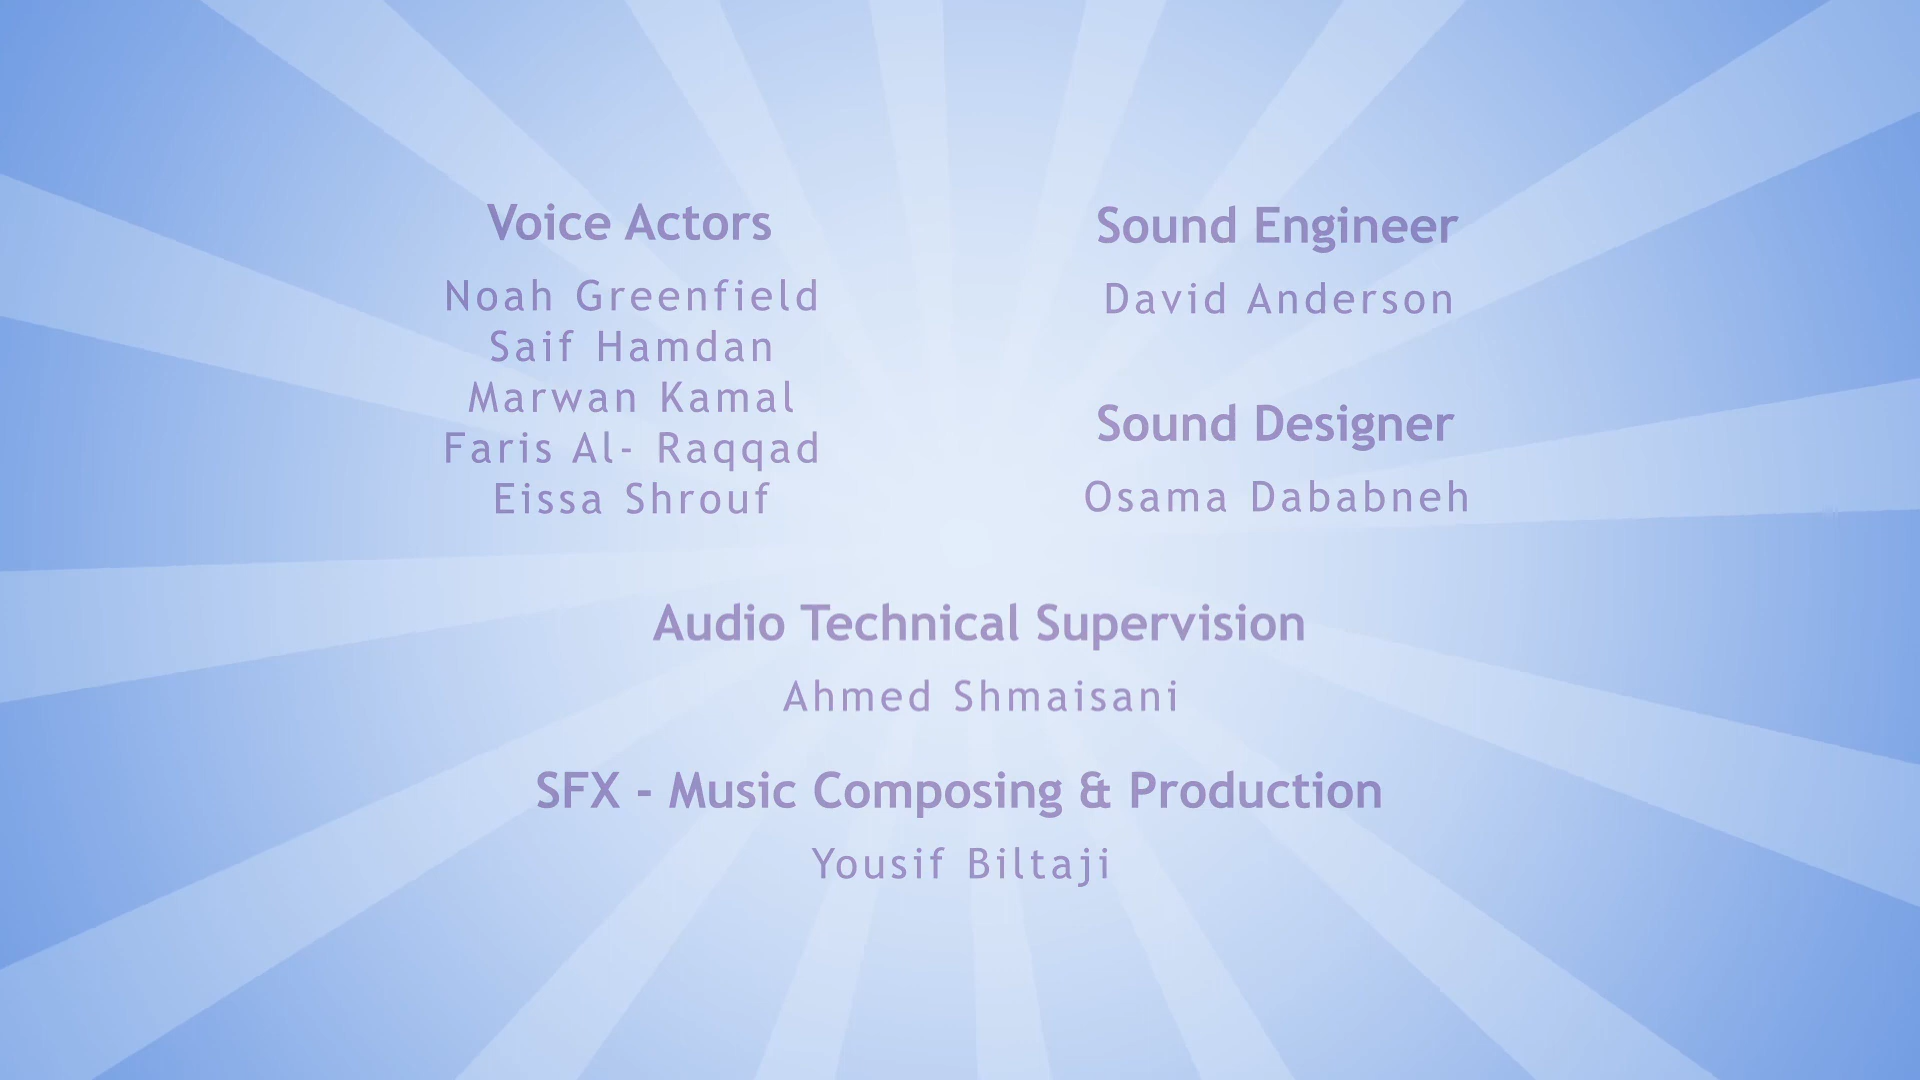 Voice Actors
Noah Greenfield
Saif Hamdan
Marwan Kamal
Faris Al- Raqqad
Eissa Shrouf
Sound Engineer
David Anderson
Sound Designer
Osama Dababneh
Audio Technical Supervision
Ahmed Shmaisani
SFX - Music Composing & Production
Yousif Biltaji